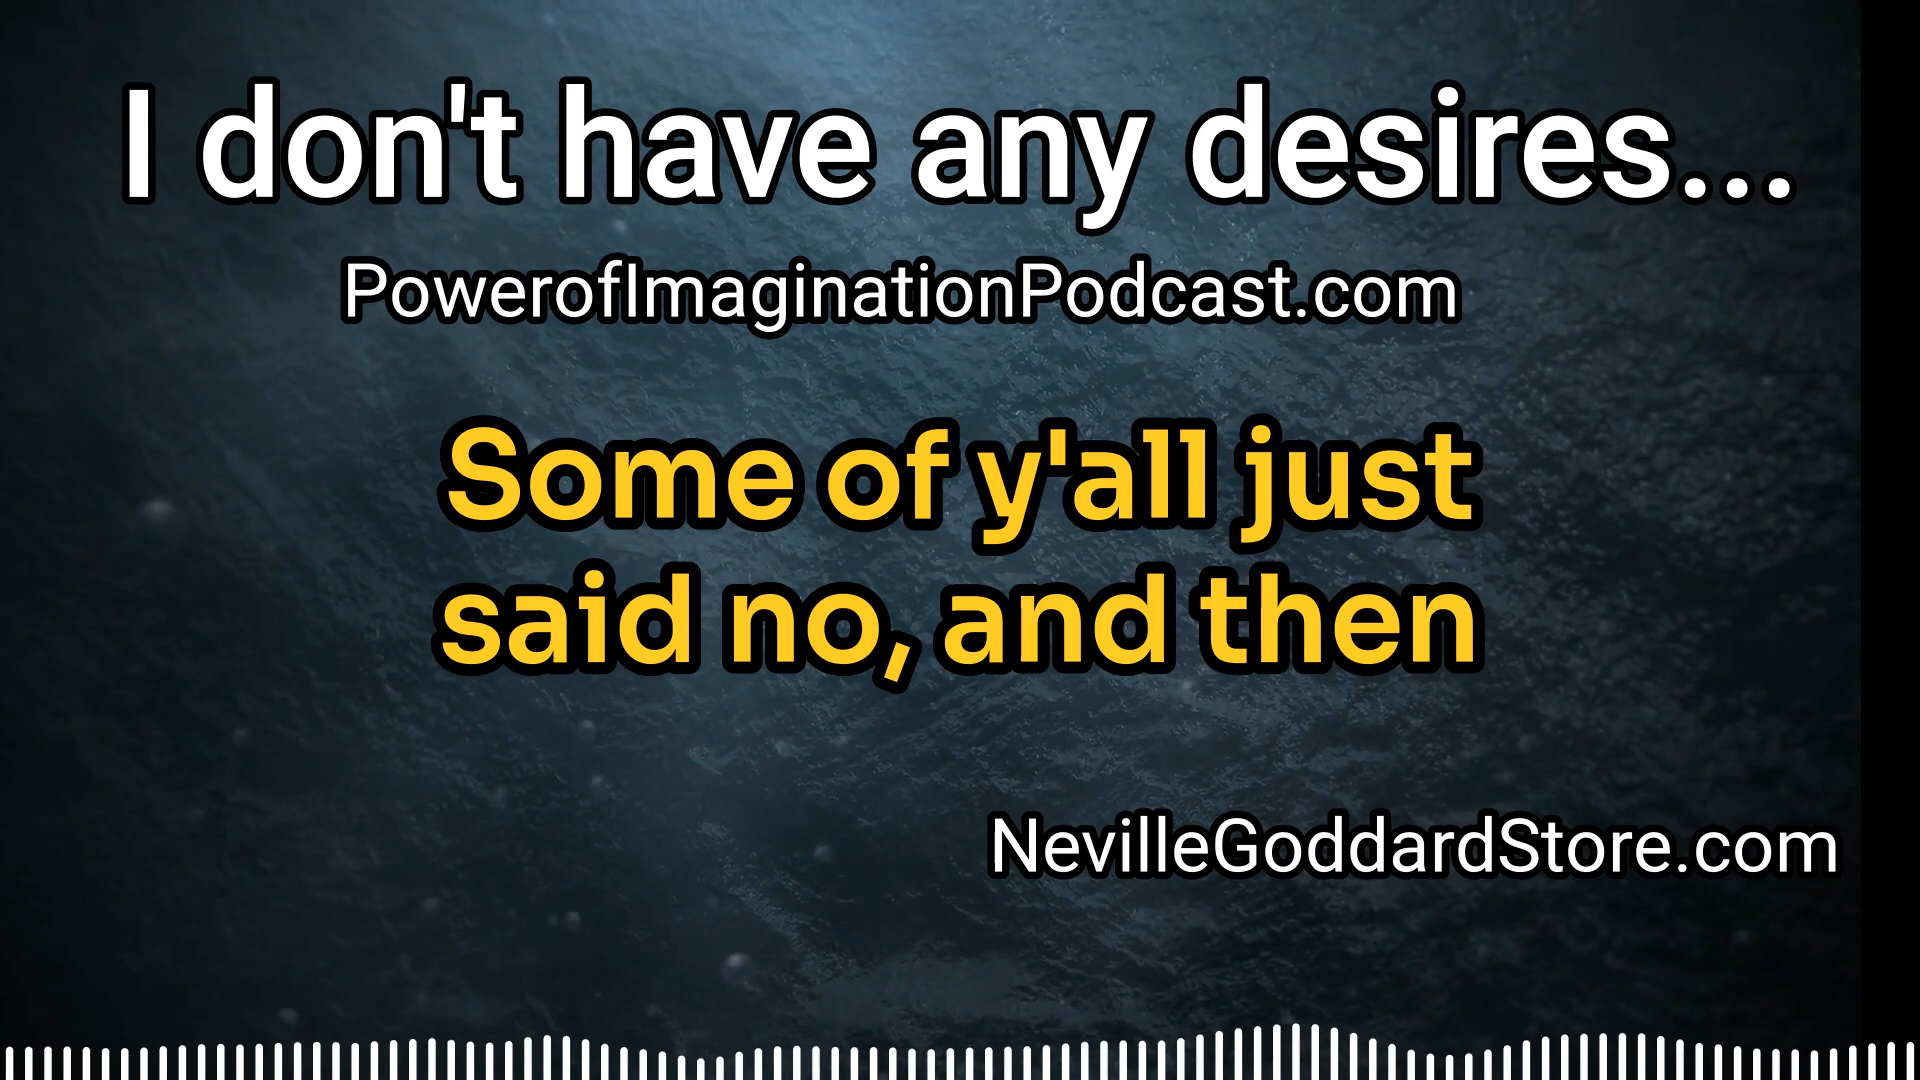 I don't have any desires...
PowerofImaginationPodcast.com
Some of y'all just
said no, and then
NevilleGoddardStore.com